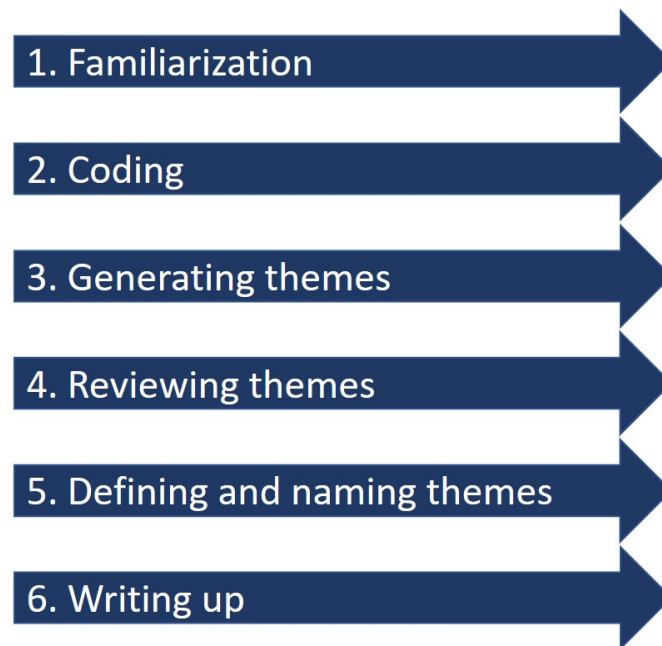 1. Familiarization
2. Coding
3. Generating themes
4. Reviewing themes
5. Defining and naming themes
6. Writing up